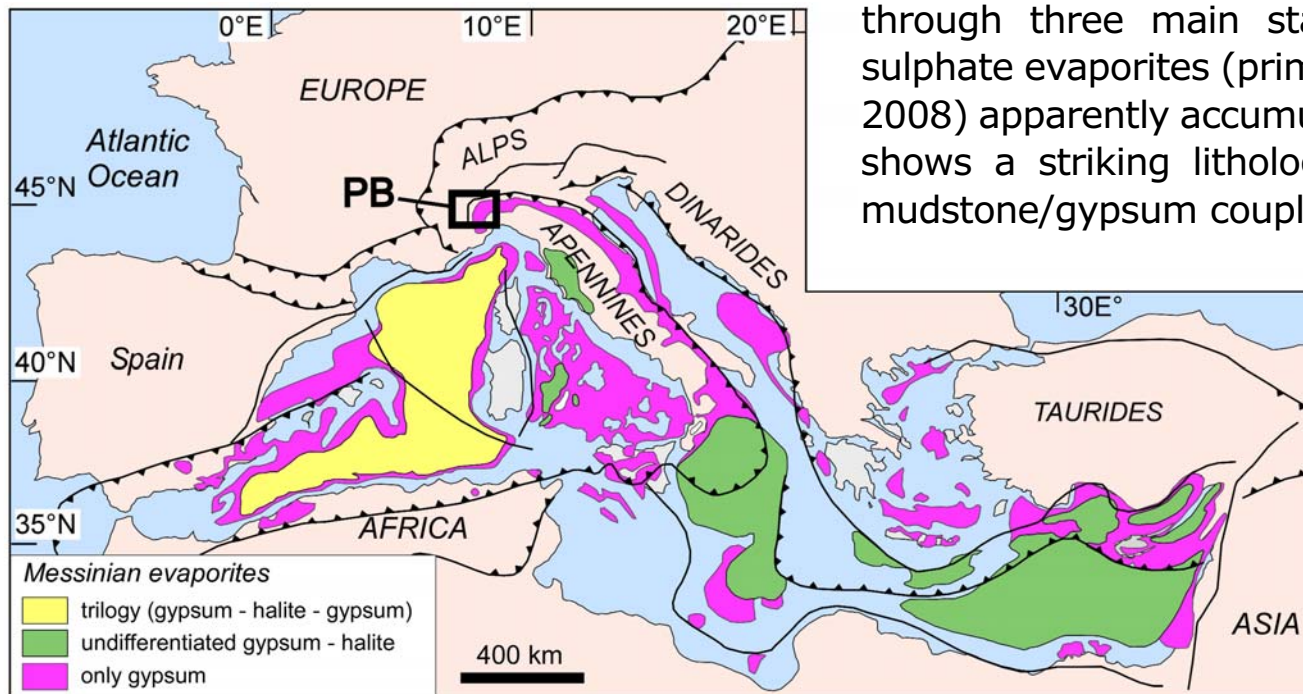 0°E
10°E
20°E
through three main sta
sulphate evaporites (prim
2008) apparently accumu
shows a striking litholog
mudstone/gypsum coupl
EUROPE
Atlantic
Ocean
ALPS
45°N
PB
DINARIDES
APENNINES
30E°
40°N
Spain
TAURIDES
35°N
AFRICA
ASIA
Messinian evaporites
trilogy (gypsum - halite - gypsum)
undifferentiated gypsum - halite
only gypsum
400 km